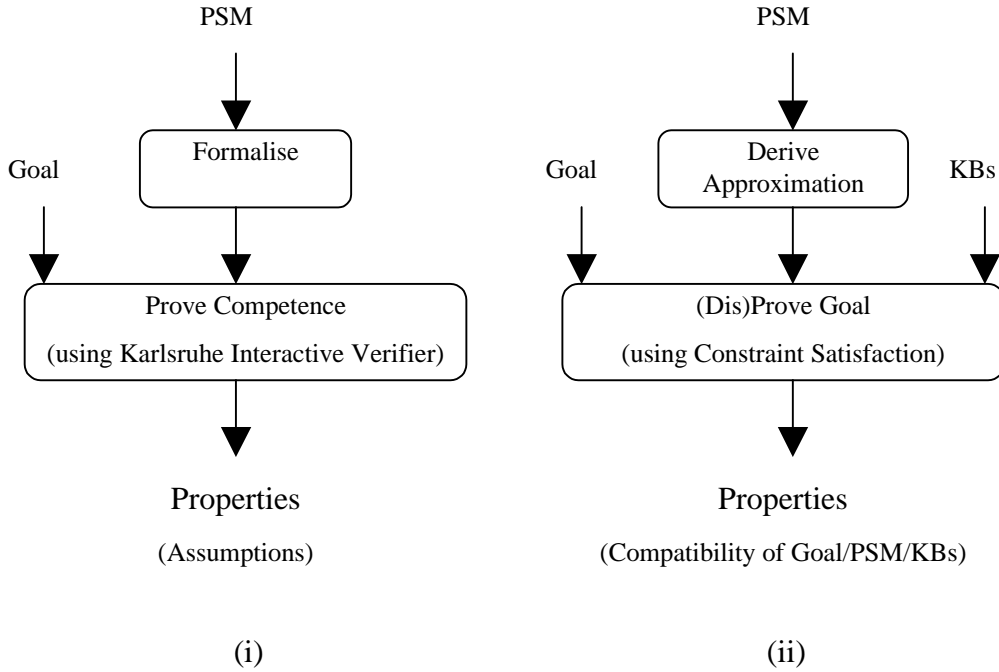 PSM
Formalise
Goal
Prove Competence
(using Karlsruhe Interactive Verifier)
Properties
(Assumptions)
(i)
PSM
Derive
Approximation
Goal
KBs
(Dis)Prove Goal
(using Constraint Satisfaction)
Properties
(Compatibility of Goal/PSM/KBs)
(ii)